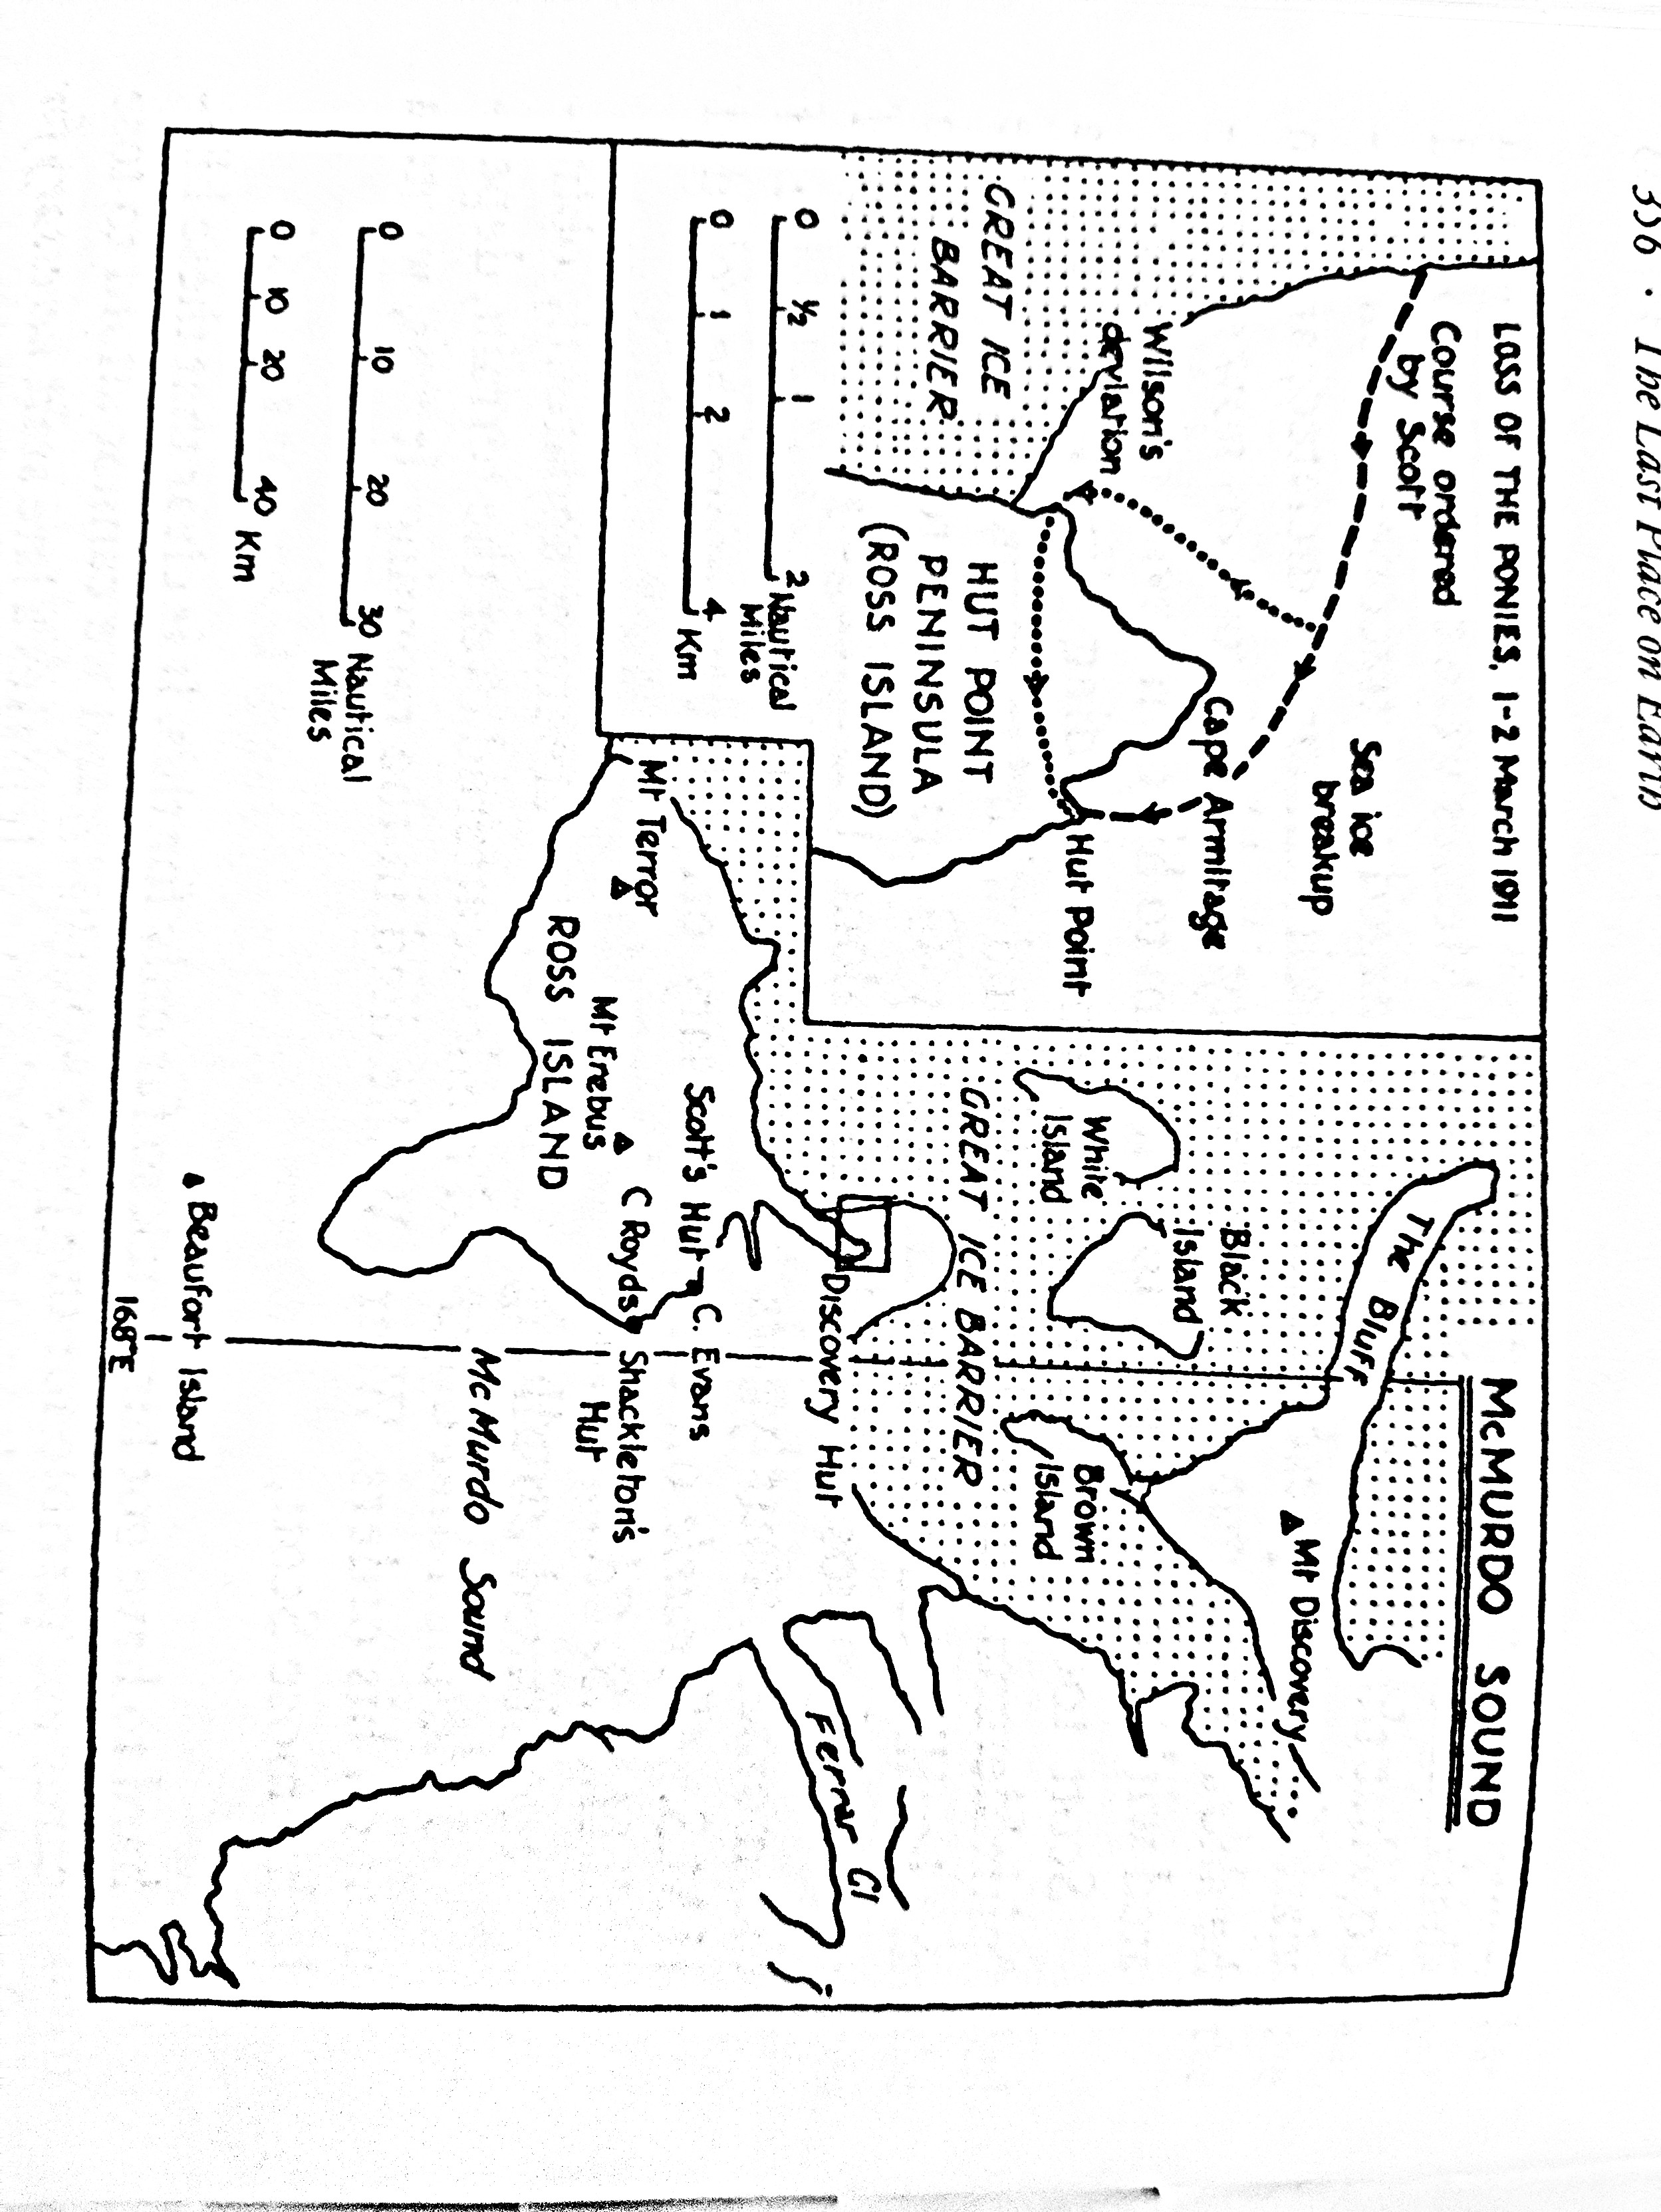 356 · The Last Place on Earth
LOSS OF THE PONIES, 1-2 MARCH 1911
Course ordered
by Scott
Sea ice
breakup
Wilson's
deviation
Cape Armitage
Hut Point
GREAT ICE
BARRIER
HUT POINT
PENINSULA
(ROSS ISLAND)
0 ½ 1 2 Nautical
Miles
0 1 2 4 Km
McMURDO SOUND
The Bluff
Mt Discovery
Black
Island
White
Island
Brown
Island
GREAT ICE BARRIER
Discovery Hut
Ferrar Gl
Scott's Hut
C. Evans
C Royds
Shackleton's
Hut
Mt Terror
Mt Erebus
ROSS ISLAND
McMurdo Sound
0 10 20 30 Nautical
Miles
0 10 20 40 Km
Beaufort Island
168°E